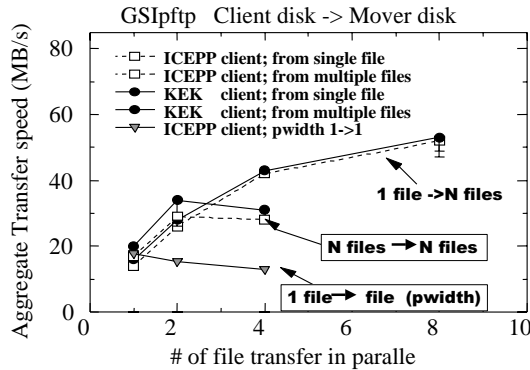 GSIpftp Client disk -> Mover disk
Aggregate Transfer speed (MB/s)
80
60
40
20
0
ICEPP client; from single file
ICEPP client; from multiple files
KEK client; from single file
KEK client; from multiple files
ICEPP client; pwidth 1->1
1 file ->N files
N files → N files
1 file → file (pwidth)
0 2 4 6 8 10
# of file transfer in paralle